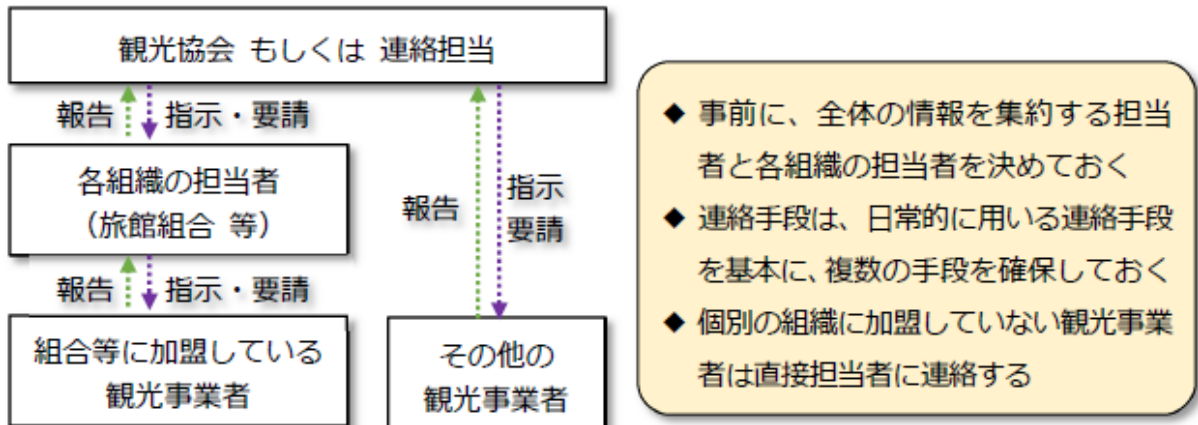 観光協会 もしくは 連絡担当
報告
指示・要請
各組織の担当者
（旅館組合 等）
報告
指示・要請
組合等に加盟している
観光事業者
報告
指示
要請
その他の
観光事業者
◆ 事前に、全体の情報を集約する担当
者と各組織の担当者を決めておく
◆ 連絡手段は、日常的に用いる連絡手段
を基本に、複数の手段を確保しておく
◆ 個別の組織に加盟していない観光事業
者は直接担当者に連絡する